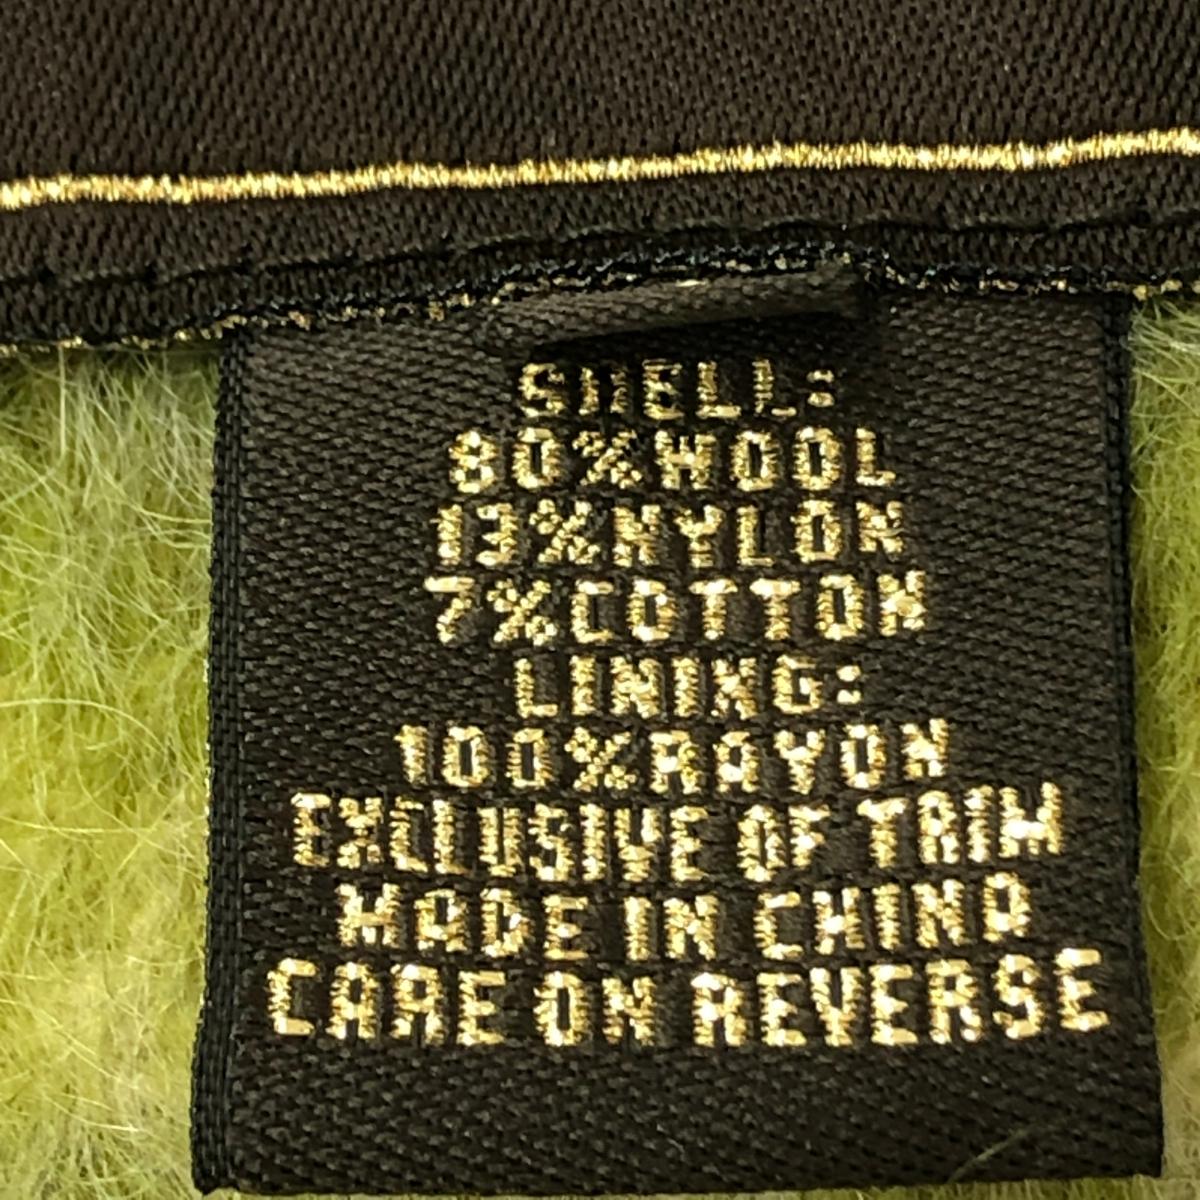 SHELL:
80%WOOL
13%NYLON
7%COTTON
LINING:
100%RAYON
EXCLUSIVE OF TRIM
MADE IN CHINA
CARE ON REVERSE